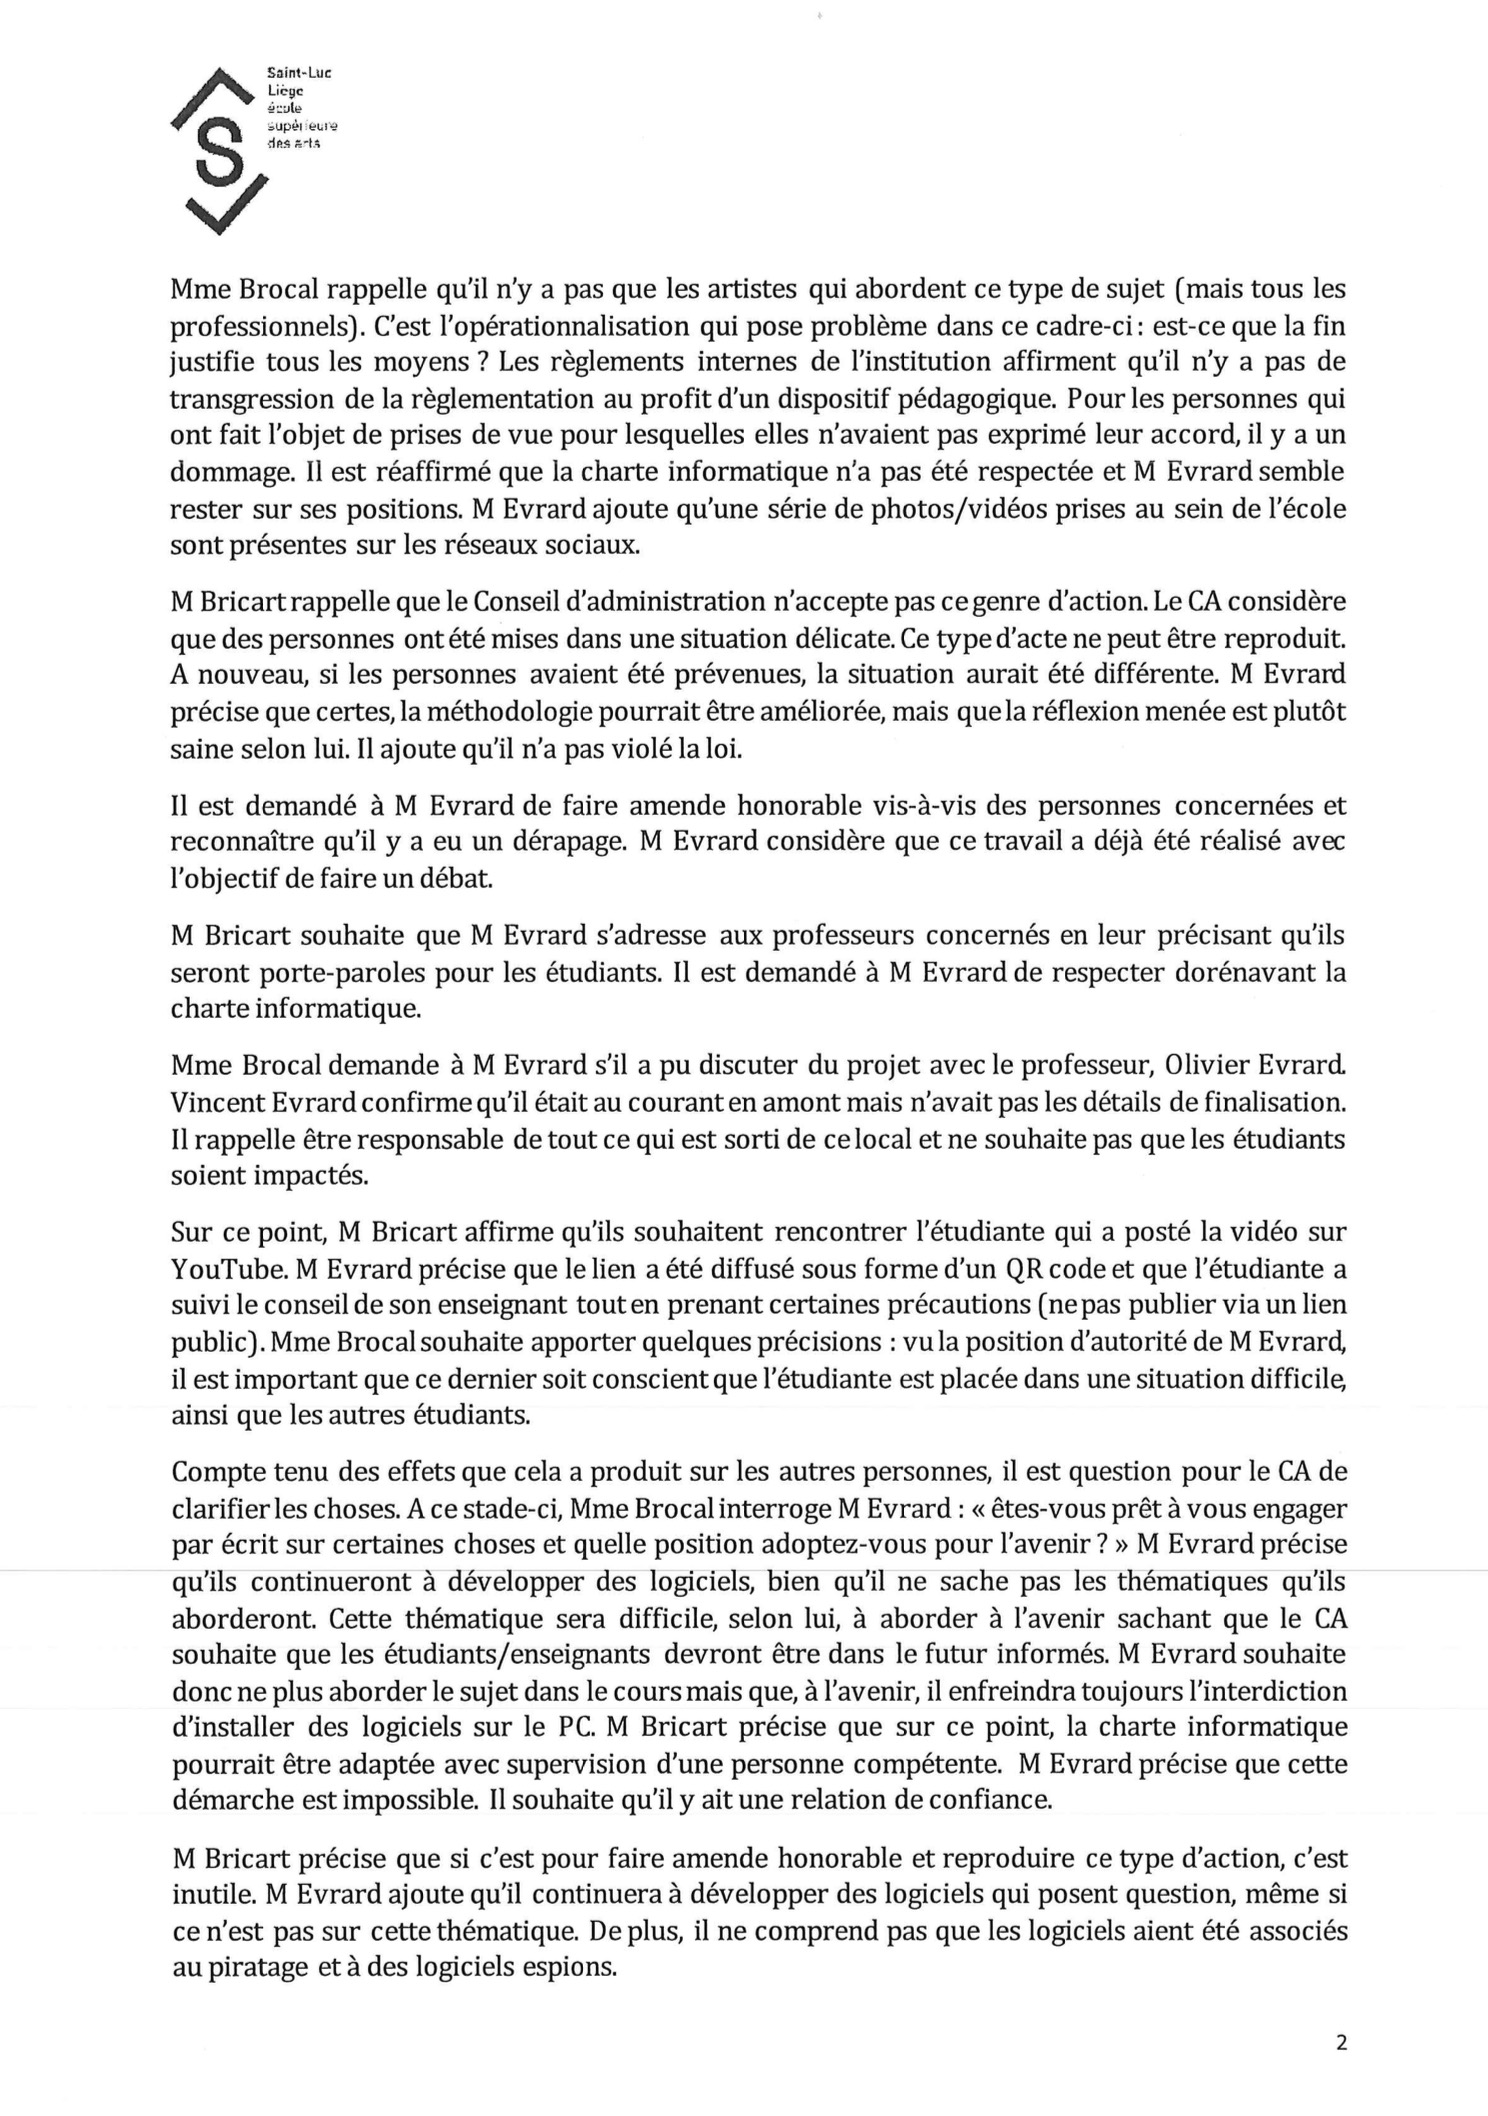 Saint-Luc
Liège
école
supérieure
des arts
S
Mme Brocal rappelle qu’il n’y a pas que les artistes qui abordent ce type de sujet (mais tous les
professionnels). C’est l’opérationnalisation qui pose problème dans ce cadre-ci : est-ce que la fin
justifie tous les moyens ? Les règlements internes de l’institution affirment qu’il n’y a pas de
transgression de la règlementation au profit d’un dispositif pédagogique. Pour les personnes qui
ont fait l’objet de prises de vue pour lesquelles elles n’avaient pas exprimé leur accord, il y a un
dommage. Il est réaffirmé que la charte informatique n’a pas été respectée et M Evrard semble
rester sur ses positions. M Evrard ajoute qu’une série de photos/vidéos prises au sein de l’école
sont présentes sur les réseaux sociaux.
M Bricart rappelle que le Conseil d’administration n’accepte pas ce genre d’action. Le CA considère
que des personnes ont été mises dans une situation délicate. Ce type d’acte ne peut être reproduit.
A nouveau, si les personnes avaient été prévenues, la situation aurait été différente. M Evrard
précise que certes, la méthodologie pourrait être améliorée, mais que la réflexion menée est plutôt
saine selon lui. Il ajoute qu’il n’a pas violé la loi.
Il est demandé à M Evrard de faire amende honorable vis-à-vis des personnes concernées et
reconnaître qu’il y a eu un dérapage. M Evrard considère que ce travail a déjà été réalisé avec
l’objectif de faire un débat.
M Bricart souhaite que M Evrard s’adresse aux professeurs concernés en leur précisant qu’ils
seront porte-paroles pour les étudiants. Il est demandé à M Evrard de respecter dorénavant la
charte informatique.
Mme Brocal demande à M Evrard s’il a pu discuter du projet avec le professeur, Olivier Evrard.
Vincent Evrard confirme qu’il était au courant en amont mais n’avait pas les détails de finalisation.
Il rappelle être responsable de tout ce qui est sorti de ce local et ne souhaite pas que les étudiants
soient impactés.
Sur ce point, M Bricart affirme qu’ils souhaitent rencontrer l’étudiante qui a posté la vidéo sur
YouTube. M Evrard précise que le lien a été diffusé sous forme d’un QR code et que l’étudiante a
suivi le conseil de son enseignant tout en prenant certaines précautions (ne pas publier via un lien
public). Mme Brocal souhaite apporter quelques précisions : vu la position d’autorité de M Evrard,
il est important que ce dernier soit conscient que l’étudiante est placée dans une situation difficile,
ainsi que les autres étudiants.
Compte tenu des effets que cela a produit sur les autres personnes, il est question pour le CA de
clarifier les choses. A ce stade-ci, Mme Brocal interroge M Evrard : « êtes-vous prêt à vous engager
par écrit sur certaines choses et quelle position adoptez-vous pour l’avenir ? » M Evrard précise
qu’ils continueront à développer des logiciels, bien qu’il ne sache pas les thématiques qu’ils
aborderont. Cette thématique sera difficile, selon lui, à aborder à l’avenir sachant que le CA
souhaite que les étudiants/enseignants devront être dans le futur informés. M Evrard souhaite
donc ne plus aborder le sujet dans le cours mais que, à l’avenir, il enfreindra toujours l’interdiction
d’installer des logiciels sur le PC. M Bricart précise que sur ce point, la charte informatique
pourrait être adaptée avec supervision d’une personne compétente. M Evrard précise que cette
démarche est impossible. Il souhaite qu’il y ait une relation de confiance.
M Bricart précise que si c’est pour faire amende honorable et reproduire ce type d’action, c’est
inutile. M Evrard ajoute qu’il continuera à développer des logiciels qui posent question, même si
ce n’est pas sur cette thématique. De plus, il ne comprend pas que les logiciels aient été associés
au piratage et à des logiciels espions.
2